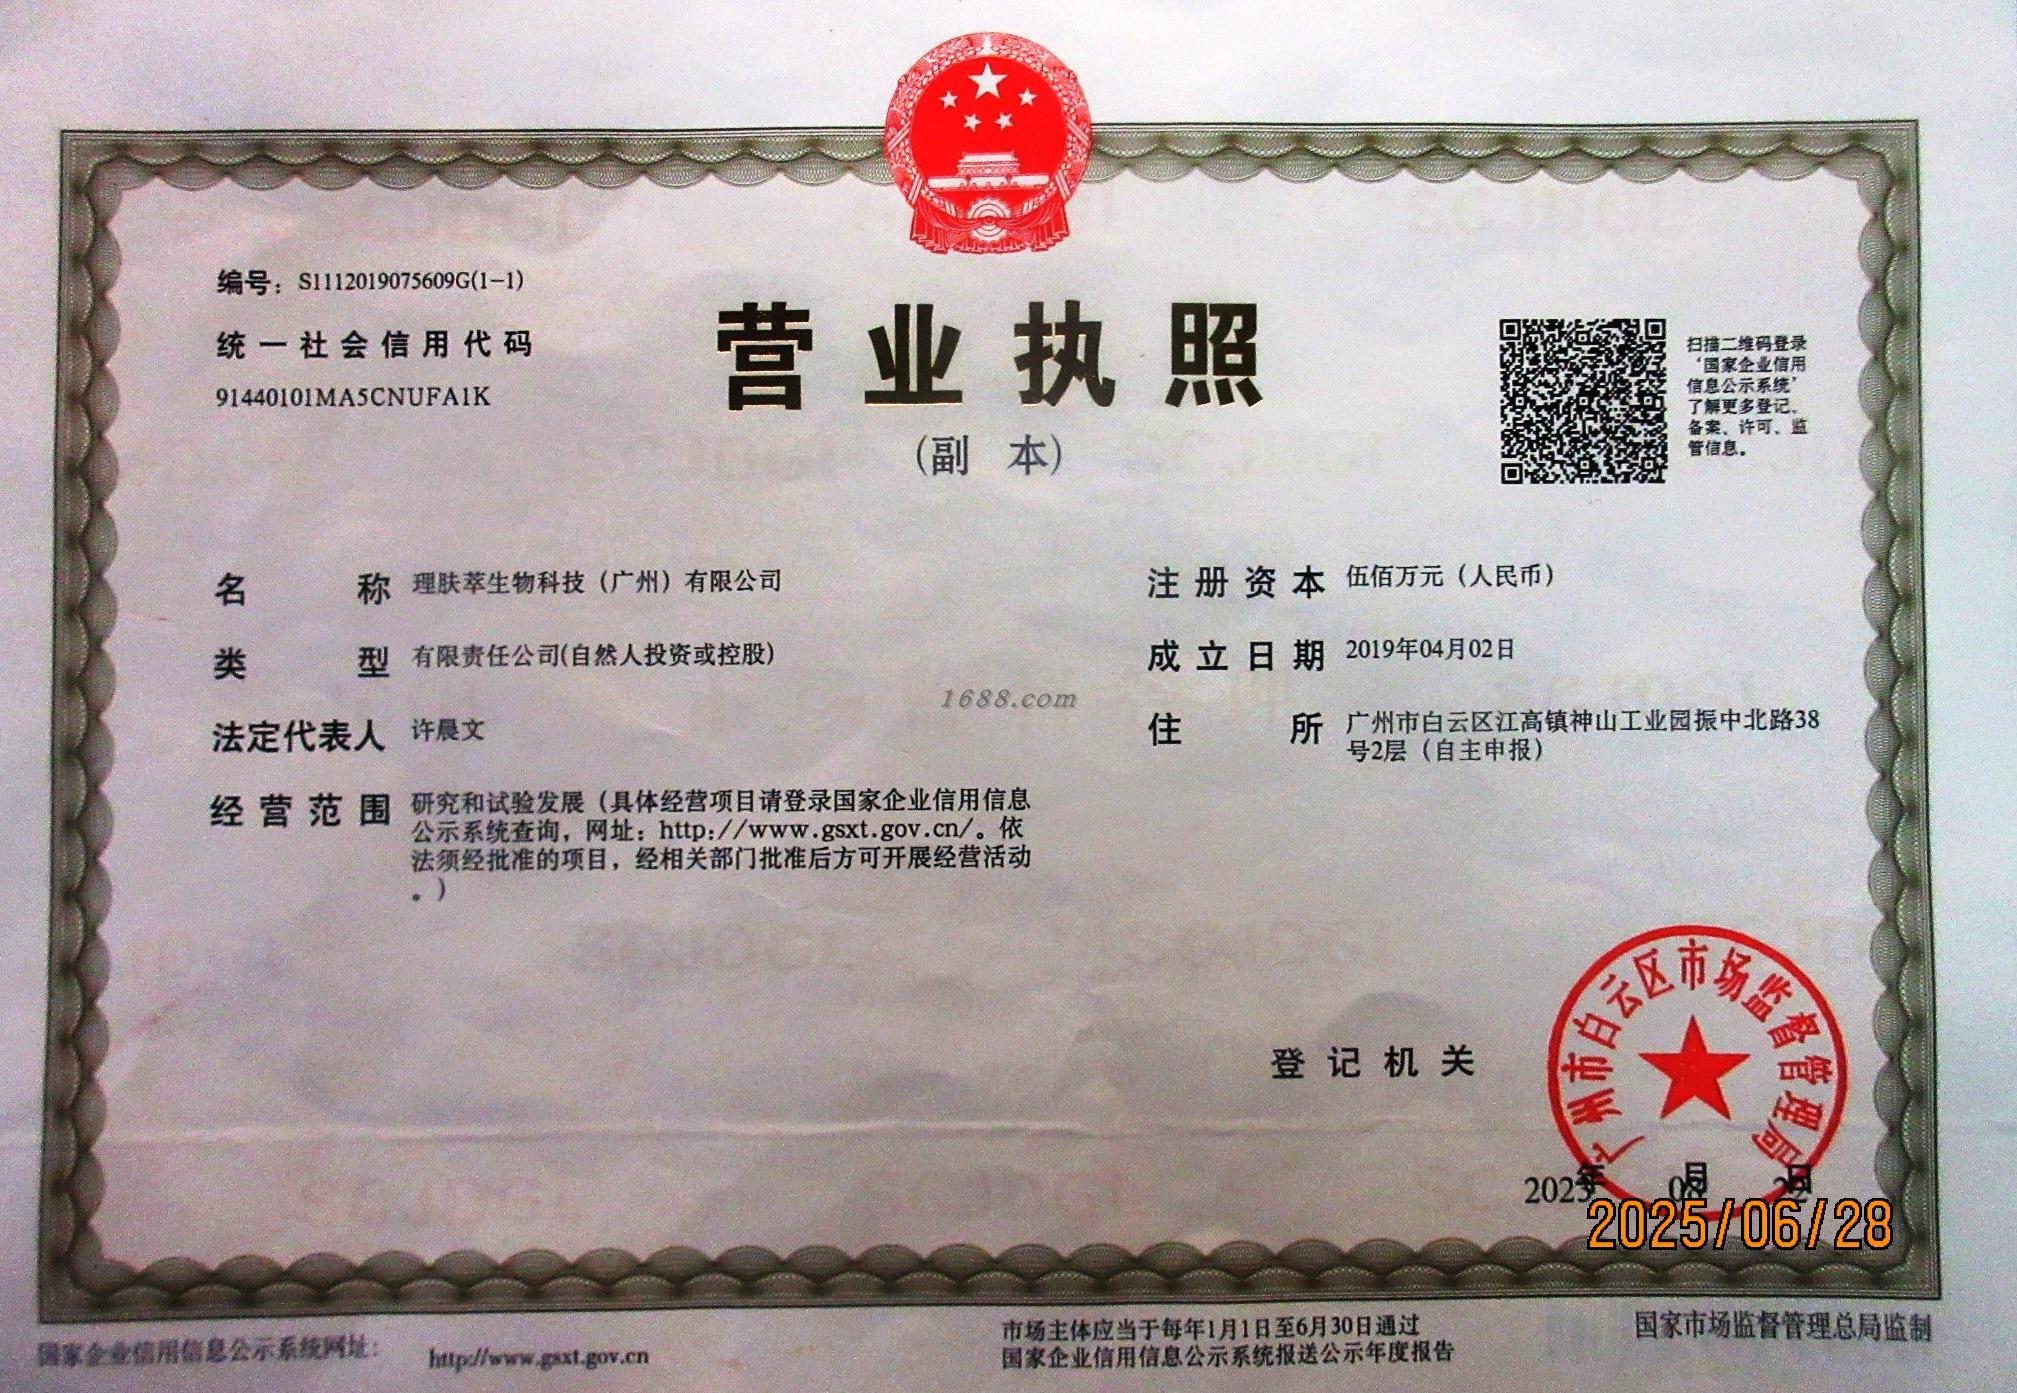 编号：S1112019075609G(1-1)
统一社会信用代码
91440101MA5CNUFA1K
营业执照
(副 本)
扫描二维码登录
‘国家企业信用
信息公示系统’
了解更多登记、
备案、许可、监
管信息。
名 称 理肤萃生物科技（广州）有限公司
类 型 有限责任公司(自然人投资或控股)
法定代表人 许晨文
经营范围 研究和试验发展（具体经营项目请登录国家企业信用信息
公示系统查询，网址：http://www.gsxt.gov.cn/。依
法须经批准的项目，经相关部门批准后方可开展经营活动
。）
注册资本 伍佰万元（人民币）
成立日期 2019年04月02日
住 所 广州市白云区江高镇神山工业园振中北路38
号2层（自主申报）
1688.com
登记机关
广州市白云区市场监督管理局
2023年08月22日
2025/06/28
国家企业信用信息公示系统网址：
http://www.gsxt.gov.cn
市场主体应当于每年1月1日至6月30日通过
国家企业信用信息公示系统报送公示年度报告
国家市场监督管理总局监制